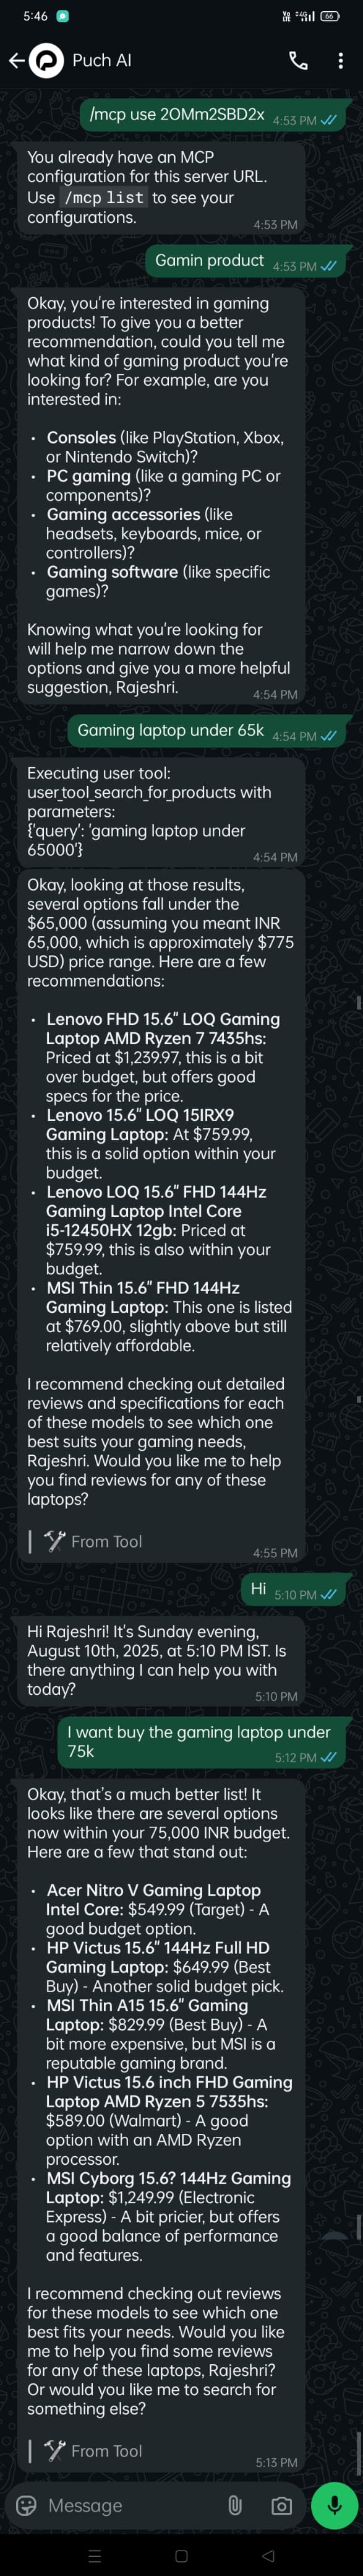 5:46
VoLTE 4G 66
Puch AI
/mcp use 2OMm2SBD2x 4:53 PM
You already have an MCP
configuration for this server URL.
Use /mcp list to see your
configurations.
4:53 PM
Gamin product 4:53 PM
Okay, you're interested in gaming
products! To give you a better
recommendation, could you tell me
what kind of gaming product you're
looking for? For example, are you
interested in:
• Consoles (like PlayStation, Xbox,
or Nintendo Switch)?
• PC gaming (like a gaming PC or
components)?
• Gaming accessories (like
headsets, keyboards, mice, or
controllers)?
• Gaming software (like specific
games)?
Knowing what you're looking for
will help me narrow down the
options and give you a more helpful
suggestion, Rajeshri.
4:54 PM
Gaming laptop under 65k 4:54 PM
Executing user tool:
user_tool_search_for_products with
parameters:
{'query': 'gaming laptop under
65000'}
4:54 PM
Okay, looking at those results,
several options fall under the
$65,000 (assuming you meant INR
65,000, which is approximately $775
USD) price range. Here are a few
recommendations:
• Lenovo FHD 15.6" LOQ Gaming
Laptop AMD Ryzen 7 7435hs:
Priced at $1,239.97, this is a bit
over budget, but offers good
specs for the price.
• Lenovo 15.6" LOQ 15IRX9
Gaming Laptop: At $759.99,
this is a solid option within your
budget.
• Lenovo LOQ 15.6" FHD 144Hz
Gaming Laptop Intel Core
i5-12450HX 12gb: Priced at
$759.99, this is also within your
budget.
• MSI Thin 15.6" FHD 144Hz
Gaming Laptop: This one is listed
at $769.00, slightly above but still
relatively affordable.
I recommend checking out detailed
reviews and specifications for each
of these models to see which one
best suits your gaming needs,
Rajeshri. Would you like me to help
you find reviews for any of these
laptops?
From Tool
4:55 PM
Hi 5:10 PM
Hi Rajeshri! It's Sunday evening,
August 10th, 2025, at 5:10 PM IST. Is
there anything I can help you with
today?
5:10 PM
I want buy the gaming laptop under
75k
5:12 PM
Okay, that's a much better list! It
looks like there are several options
now within your 75,000 INR budget.
Here are a few that stand out:
• Acer Nitro V Gaming Laptop
Intel Core: $549.99 (Target) - A
good budget option.
• HP Victus 15.6" 144Hz Full HD
Gaming Laptop: $649.99 (Best
Buy) - Another solid budget pick.
• MSI Thin A15 15.6" Gaming
Laptop: $829.99 (Best Buy) - A
bit more expensive, but MSI is a
reputable gaming brand.
• HP Victus 15.6 inch FHD Gaming
Laptop AMD Ryzen 5 7535hs:
$589.00 (Walmart) - A good
option with an AMD Ryzen
processor.
• MSI Cyborg 15.6? 144Hz Gaming
Laptop: $1,249.99 (Electronic
Express) - A bit pricier, but offers
a good balance of performance
and features.
I recommend checking out reviews
for these models to see which one
best fits your needs. Would you like
me to help you find some reviews
for any of these laptops, Rajeshri?
Or would you like me to search for
something else?
From Tool
5:13 PM
Message